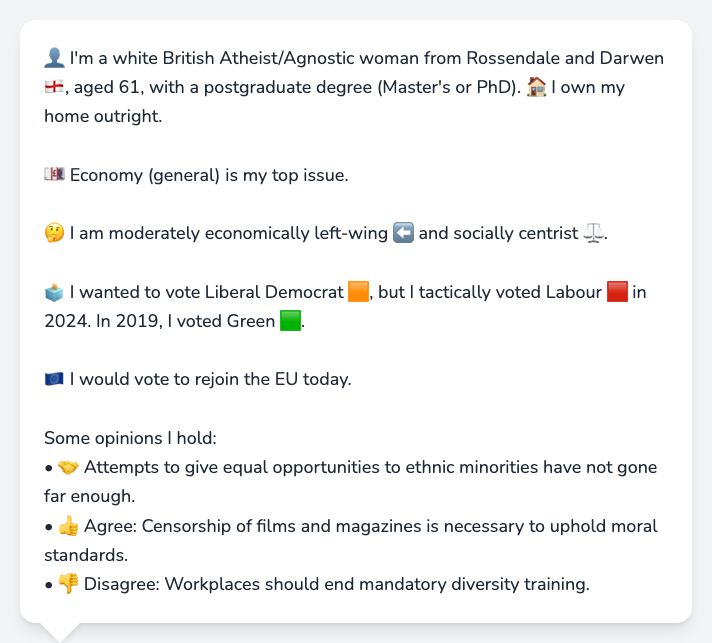 👤 I'm a white British Atheist/Agnostic woman from Rossendale and Darwen
🏴󠁧󠁢󠁥󠁮󠁧󠁿, aged 61, with a postgraduate degree (Master's or PhD). 🏠 I own my
home outright.
💷 Economy (general) is my top issue.
🤔 I am moderately economically left-wing ⬅️ and socially centrist ⚖️.
🗳️ I wanted to vote Liberal Democrat 🟧, but I tactically voted Labour 🟥 in
2024. In 2019, I voted Green 🟩.
🇪🇺 I would vote to rejoin the EU today.
Some opinions I hold:
• 🤝 Attempts to give equal opportunities to ethnic minorities have not gone
far enough.
• 👍 Agree: Censorship of films and magazines is necessary to uphold moral
standards.
• 👎 Disagree: Workplaces should end mandatory diversity training.